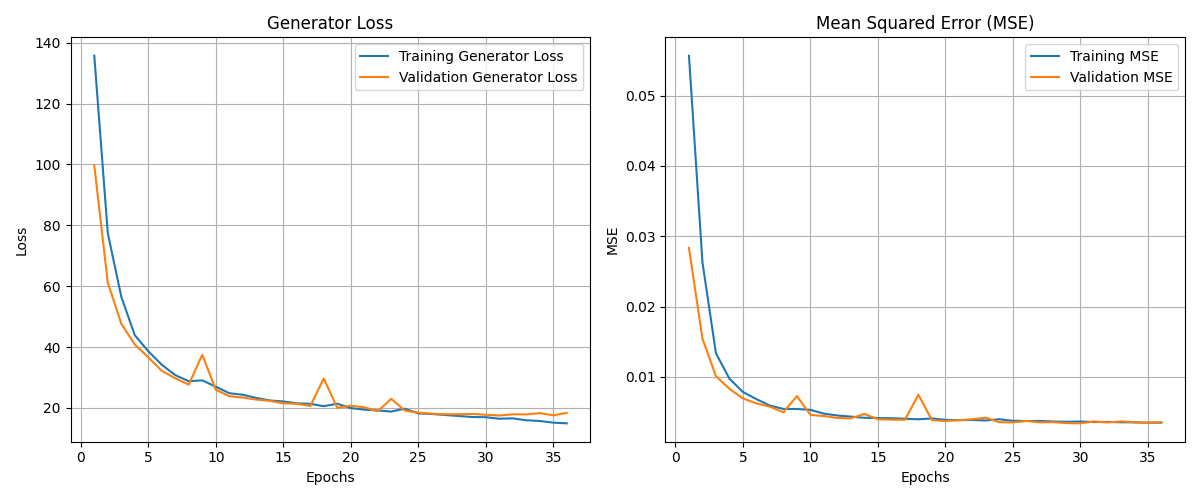 Generator Loss
140
120
100
80
60
40
20
Loss
0 5 10 15 20 25 30 35
Epochs
Training Generator Loss
Validation Generator Loss
Mean Squared Error (MSE)
0.05
0.04
0.03
0.02
0.01
MSE
0 5 10 15 20 25 30 35
Epochs
Training MSE
Validation MSE